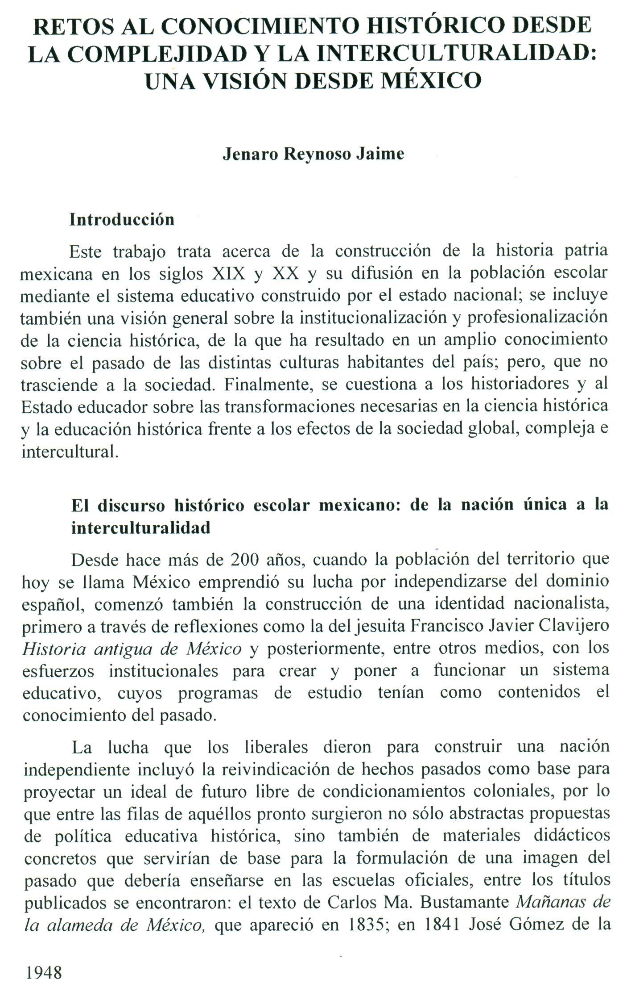 RETOS AL CONOCIMIENTO HISTÓRICO DESDE
LA COMPLEJIDAD Y LA INTERCULTURALIDAD:
UNA VISIÓN DESDE MÉXICO
Jenaro Reynoso Jaime
Introducción
Este trabajo trata acerca de la construcción de la historia patria
mexicana en los siglos XIX y XX y su difusión en la población escolar
mediante el sistema educativo construido por el estado nacional; se incluye
también una visión general sobre la institucionalización y profesionalización
de la ciencia histórica, de la que ha resultado en un amplio conocimiento
sobre el pasado de las distintas culturas habitantes del país; pero, que no
trasciende a la sociedad. Finalmente, se cuestiona a los historiadores y al
Estado educador sobre las transformaciones necesarias en la ciencia histórica
y la educación histórica frente a los efectos de la sociedad global, compleja e
intercultural.
El discurso histórico escolar mexicano: de la nación única a la
interculturalidad
Desde hace más de 200 años, cuando la población del territorio que
hoy se llama México emprendió su lucha por independizarse del dominio
español, comenzó también la construcción de una identidad nacionalista,
primero a través de reflexiones como la del jesuita Francisco Javier Clavijero
Historia antigua de México y posteriormente, entre otros medios, con los
esfuerzos institucionales para crear y poner a funcionar un sistema
educativo, cuyos programas de estudio tenían como contenidos el
conocimiento del pasado.
La lucha que los liberales dieron para construir una nación
independiente incluyó la reivindicación de hechos pasados como base para
proyectar un ideal de futuro libre de condicionamientos coloniales, por lo
que entre las filas de aquéllos pronto surgieron no sólo abstractas propuestas
de política educativa histórica, sino también de materiales didácticos
concretos que servirían de base para la formulación de una imagen del
pasado que debería enseñarse en las escuelas oficiales, entre los títulos
publicados se encontraron: el texto de Carlos Ma. Bustamante Mañanas de
la alameda de México, que apareció en 1835; en 1841 José Gómez de la
1948